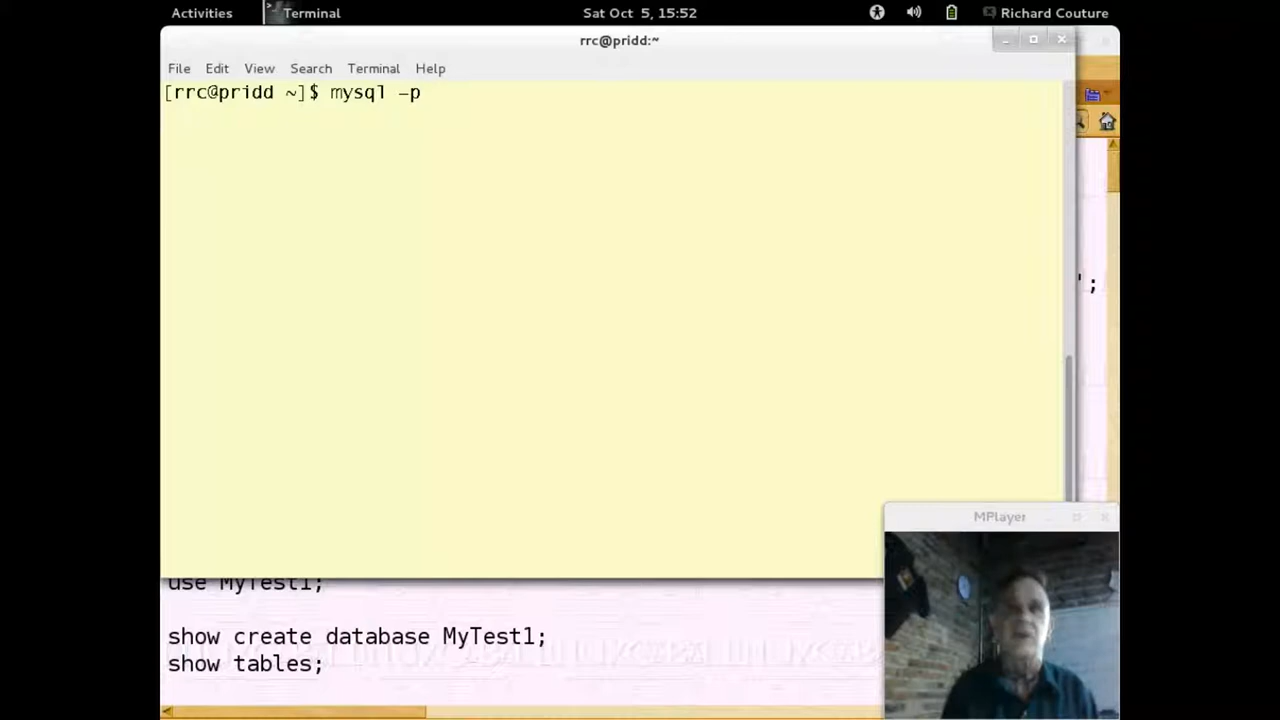 Activities Terminal Sat Oct 5, 15:52 Richard Couture
rrc@pridd:~
File Edit View Search Terminal Help
[rrc@pridd ~]$ mysql -p
';
MPlayer
use MyTest1;
show create database MyTest1;
show tables;